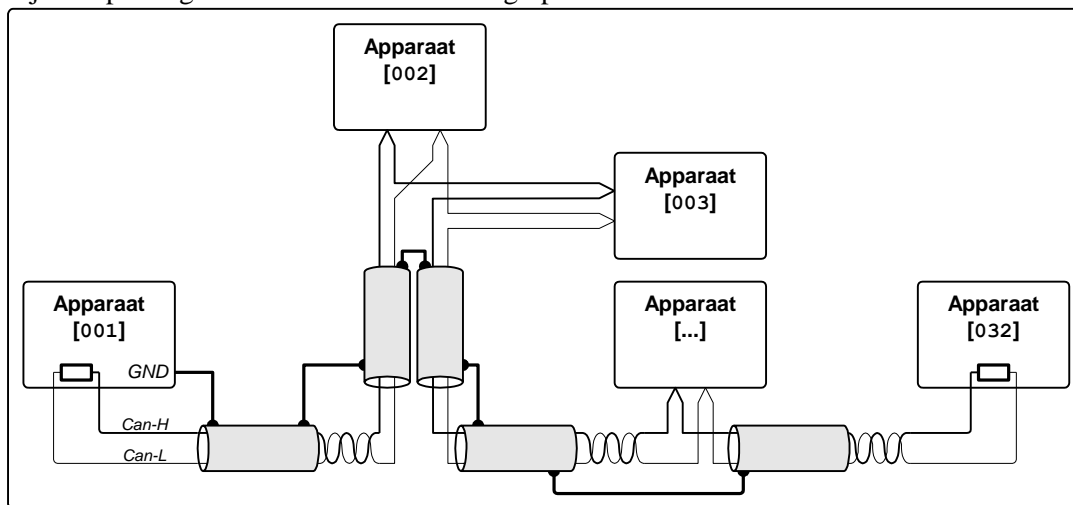 Apparaat
[002]
Apparaat
[003]
Apparaat
[001]
GND
Can-H
Can-L
Apparaat
[...]
Apparaat
[032]